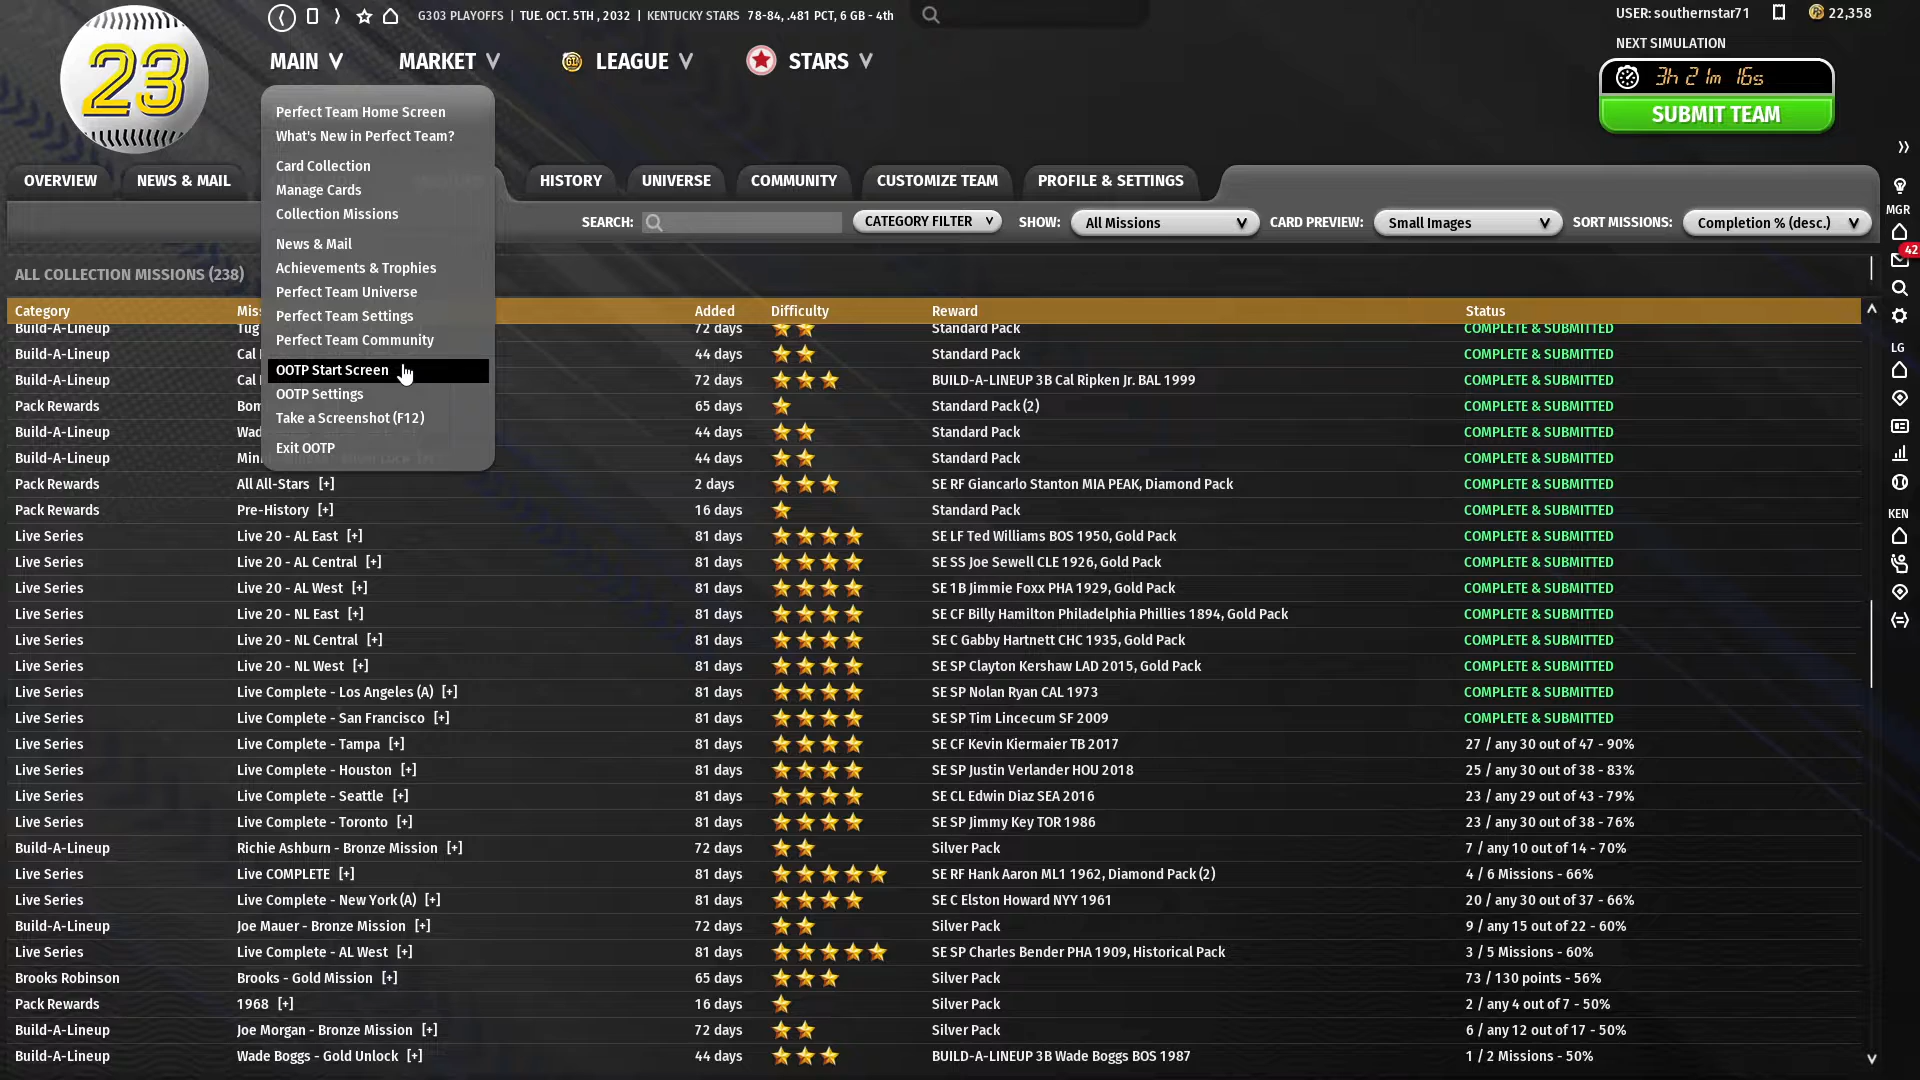 G303 PLAYOFFS | TUE. OCT. 5TH , 2032 | KENTUCKY STARS 78-84, .481 PCT, 6 GB - 4th
USER: southernstar71 22,358
NEXT SIMULATION
3h 21m 16s
SUBMIT TEAM
23
MAIN MARKET LEAGUE STARS
Perfect Team Home Screen
What's New in Perfect Team?
Card Collection
Manage Cards
Collection Missions
News & Mail
Achievements & Trophies
Perfect Team Universe
Perfect Team Settings
Perfect Team Community
OOTP Start Screen
OOTP Settings
Take a Screenshot (F12)
Exit OOTP
OVERVIEW NEWS & MAIL HISTORY UNIVERSE COMMUNITY CUSTOMIZE TEAM PROFILE & SETTINGS
SEARCH: CATEGORY FILTER SHOW: All Missions CARD PREVIEW: Small Images SORT MISSIONS: Completion % (desc.)
MGR
42
LG
KEN
ALL COLLECTION MISSIONS (238)
Category Miss Added Difficulty Reward Status
Build-A-Lineup Tug 72 days Standard Pack COMPLETE & SUBMITTED
Build-A-Lineup Cal 44 days Standard Pack COMPLETE & SUBMITTED
Build-A-Lineup Cal 72 days BUILD-A-LINEUP 3B Cal Ripken Jr. BAL 1999 COMPLETE & SUBMITTED
Pack Rewards Bom 65 days Standard Pack (2) COMPLETE & SUBMITTED
Build-A-Lineup Wad 44 days Standard Pack COMPLETE & SUBMITTED
Build-A-Lineup Min 44 days Standard Pack COMPLETE & SUBMITTED
Pack Rewards All All-Stars [+] 2 days SE RF Giancarlo Stanton MIA PEAK, Diamond Pack COMPLETE & SUBMITTED
Pack Rewards Pre-History [+] 16 days Standard Pack COMPLETE & SUBMITTED
Live Series Live 20 - AL East [+] 81 days SE LF Ted Williams BOS 1950, Gold Pack COMPLETE & SUBMITTED
Live Series Live 20 - AL Central [+] 81 days SE SS Joe Sewell CLE 1926, Gold Pack COMPLETE & SUBMITTED
Live Series Live 20 - AL West [+] 81 days SE 1B Jimmie Foxx PHA 1929, Gold Pack COMPLETE & SUBMITTED
Live Series Live 20 - NL East [+] 81 days SE CF Billy Hamilton Philadelphia Phillies 1894, Gold Pack COMPLETE & SUBMITTED
Live Series Live 20 - NL Central [+] 81 days SE C Gabby Hartnett CHC 1935, Gold Pack COMPLETE & SUBMITTED
Live Series Live 20 - NL West [+] 81 days SE SP Clayton Kershaw LAD 2015, Gold Pack COMPLETE & SUBMITTED
Live Series Live Complete - Los Angeles (A) [+] 81 days SE SP Nolan Ryan CAL 1973 COMPLETE & SUBMITTED
Live Series Live Complete - San Francisco [+] 81 days SE SP Tim Lincecum SF 2009 COMPLETE & SUBMITTED
Live Series Live Complete - Tampa [+] 81 days SE CF Kevin Kiermaier TB 2017 27 / any 30 out of 47 - 90%
Live Series Live Complete - Houston [+] 81 days SE SP Justin Verlander HOU 2018 25 / any 30 out of 38 - 83%
Live Series Live Complete - Seattle [+] 81 days SE CL Edwin Diaz SEA 2016 23 / any 29 out of 43 - 79%
Live Series Live Complete - Toronto [+] 81 days SE SP Jimmy Key TOR 1986 23 / any 30 out of 38 - 76%
Build-A-Lineup Richie Ashburn - Bronze Mission [+] 72 days Silver Pack 7 / any 10 out of 14 - 70%
Live Series Live COMPLETE [+] 81 days SE RF Hank Aaron ML1 1962, Diamond Pack (2) 4 / 6 Missions - 66%
Live Series Live Complete - New York (A) [+] 81 days SE C Elston Howard NYY 1961 20 / any 30 out of 37 - 66%
Build-A-Lineup Joe Mauer - Bronze Mission [+] 72 days Silver Pack 9 / any 15 out of 22 - 60%
Live Series Live Complete - AL West [+] 81 days SE SP Charles Bender PHA 1909, Historical Pack 3 / 5 Missions - 60%
Brooks Robinson Brooks - Gold Mission [+] 65 days Silver Pack 73 / 130 points - 56%
Pack Rewards 1968 [+] 16 days Silver Pack 2 / any 4 out of 7 - 50%
Build-A-Lineup Joe Morgan - Bronze Mission [+] 72 days Silver Pack 6 / any 12 out of 17 - 50%
Build-A-Lineup Wade Boggs - Gold Unlock [+] 44 days BUILD-A-LINEUP 3B Wade Boggs BOS 1987 1 / 2 Missions - 50%